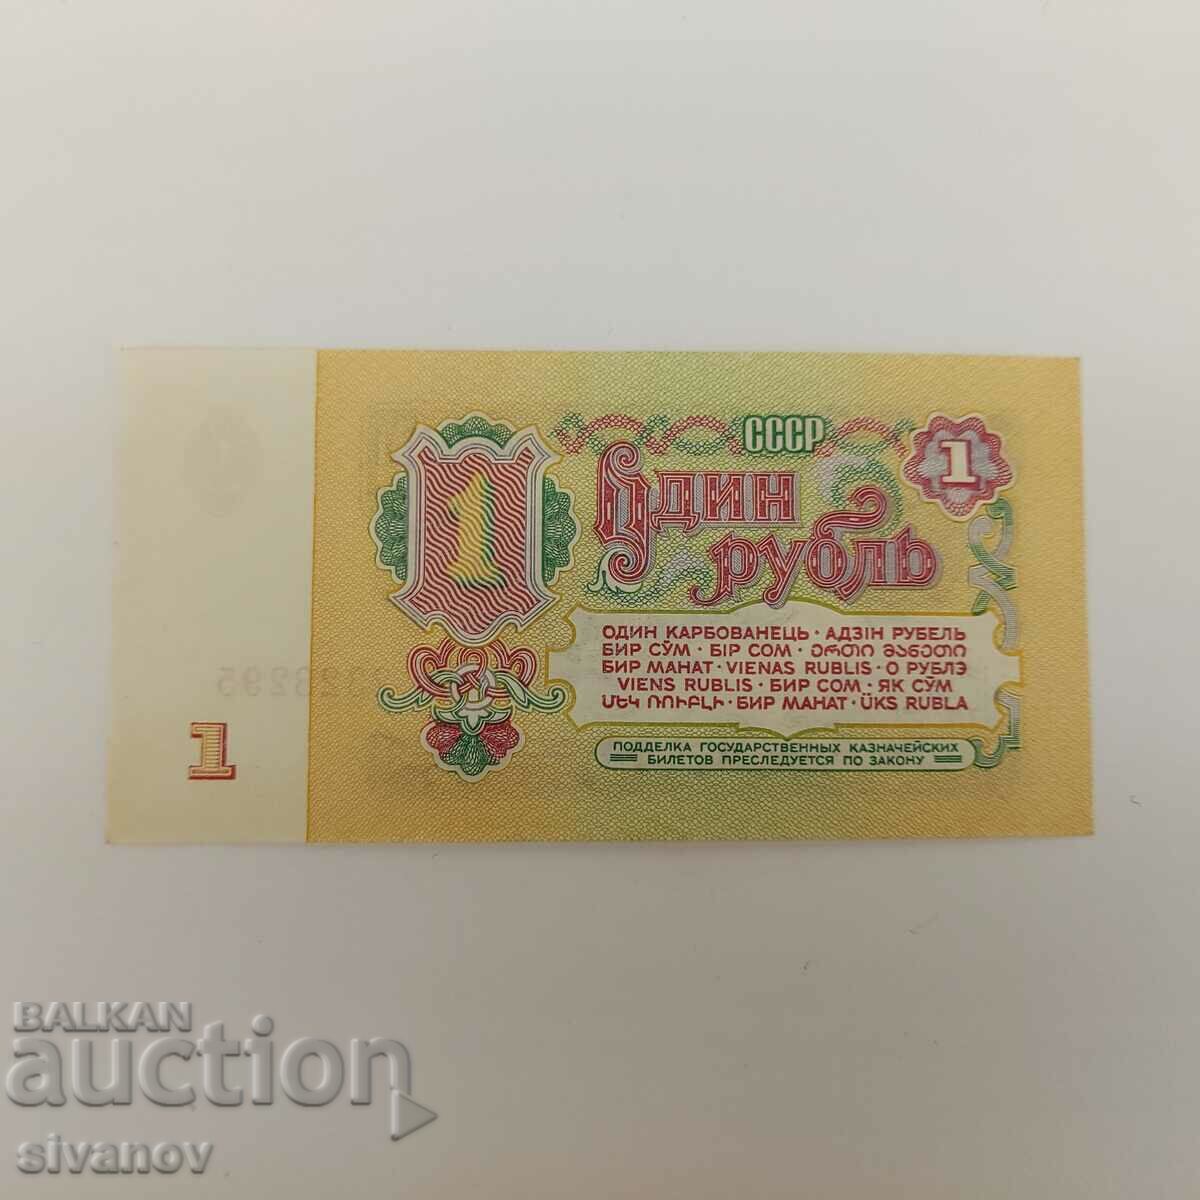 СССР
1
1
Один
рубль
ОДИН КАРБОВАНЕЦЬ · АДЗІН РУБЕЛЬ
БИР СЎМ · БІР СОМ · ᲔᲠᲗᲘ ᲛᲐᲜᲔᲗᲘ
БИР МАНАТ · VIENAS RUBLIS · О РУБЛЭ
VIENS RUBLIS · БИР СОМ · ЯК СӮМ
ՄԵԿ ՌՈՒԲԼԻ · БИР МАНАТ · ÜKS RUBLA
ПОДДЕЛКА ГОСУДАРСТВЕННЫХ КАЗНАЧЕЙСКИХ
БИЛЕТОВ ПРЕСЛЕДУЕТСЯ ПО ЗАКОНУ
1
BALKAN
auction
sivanov